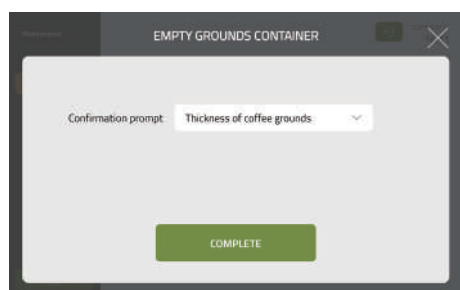 EMPTY GROUNDS CONTAINER
Confirmation prompt Thickness of coffee grounds
COMPLETE